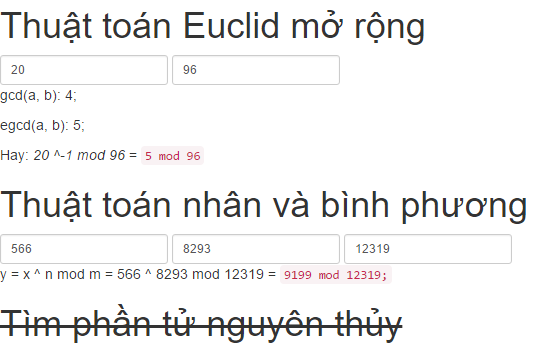 Thuật toán Euclid mở rộng
20 96
gcd(a, b): 4;
egcd(a, b): 5;
Hay: 20 ^-1 mod 96 = 5 mod 96
Thuật toán nhân và bình phương
566 8293 12319
y = x ^ n mod m = 566 ^ 8293 mod 12319 = 9199 mod 12319;
Tìm phần tử nguyên thủy